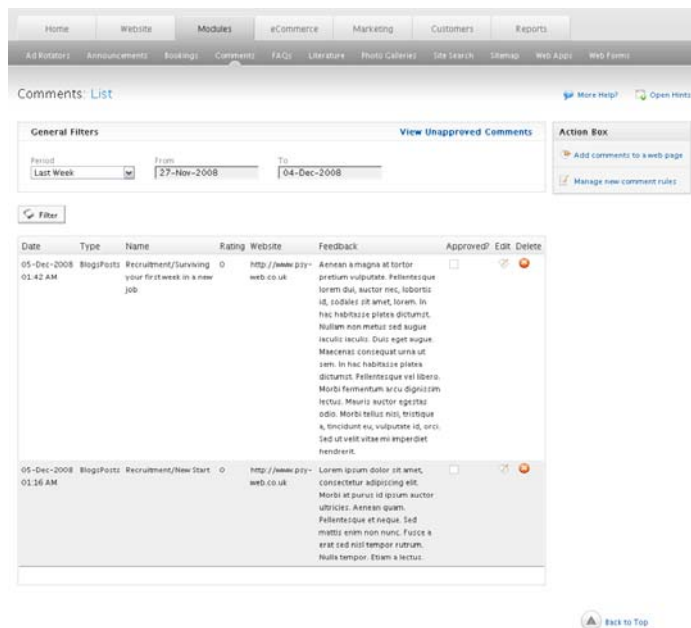 Home Website Modules eCommerce Marketing Customers Reports
Ad Rotators Announcements Bookings Comments FAQs Literature Photo Galleries Site Search Sitemap Web Apps Web Forms
Comments: List
More Help? Open Hints
General Filters View Unapproved Comments
Action Box
Period From To
Last Week 27-Nov-2008 04-Dec-2008
Add comments to a web page
Manage new comment rules
Filter
Date Type Name Rating Website Feedback Approved? Edit Delete
05-Dec-2008 BlogsPosts Recruitment/Surviving 0 http://www.psy- Aenean a magna at tortor
01:42 AM your first week in a new web.co.uk pretium vulputate. Pellentesque
job lorem dui, auctor nec, lobortis
id, sodales sit amet, lorem. In
hac habitasse platea dictumst.
Nullam non metus sed augue
iaculis iaculis. Duis eget augue.
Maecenas consequat urna ut
sem. In hac habitasse platea
dictumst. Pellentesque vel libero.
Morbi fermentum arcu dignissim
lectus. Mauris auctor egestas
odio. Morbi tellus nisl, tristique
a, tincidunt eu, vulputate id, orci.
Sed ut velit vitae mi imperdiet
hendrerit.
05-Dec-2008 BlogsPosts Recruitment/New Start 0 http://www.psy- Lorem ipsum dolor sit amet,
01:16 AM web.co.uk consectetur adipiscing elit.
Morbi at purus id ipsum auctor
ultricies. Aenean quam.
Pellentesque et neque. Sed
mattis enim non nunc. Fusce a
erat sed nisl tempor rutrum.
Nulla tempor. Etiam a lectus.
Back to Top